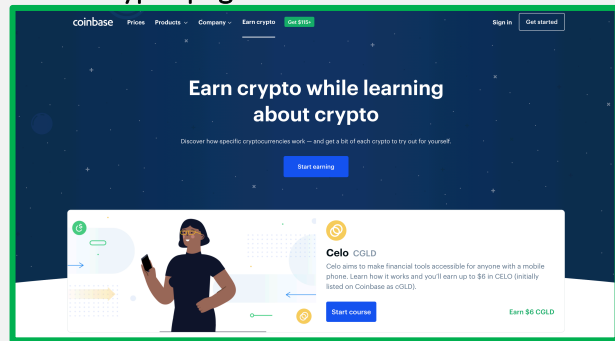 coinbase Prices Products Company Earn crypto Get $115+ Sign in Get started
Earn crypto while learning
about crypto
Discover how specific cryptocurrencies work — and get a bit of each crypto to try out for yourself.
Start earning
Celo CGLD
Celo aims to make financial tools accessible for anyone with a mobile
phone. Learn how it works and you'll earn up to $6 in CELO (initially
listed on Coinbase as cGLD).
Start course Earn $6 CGLD